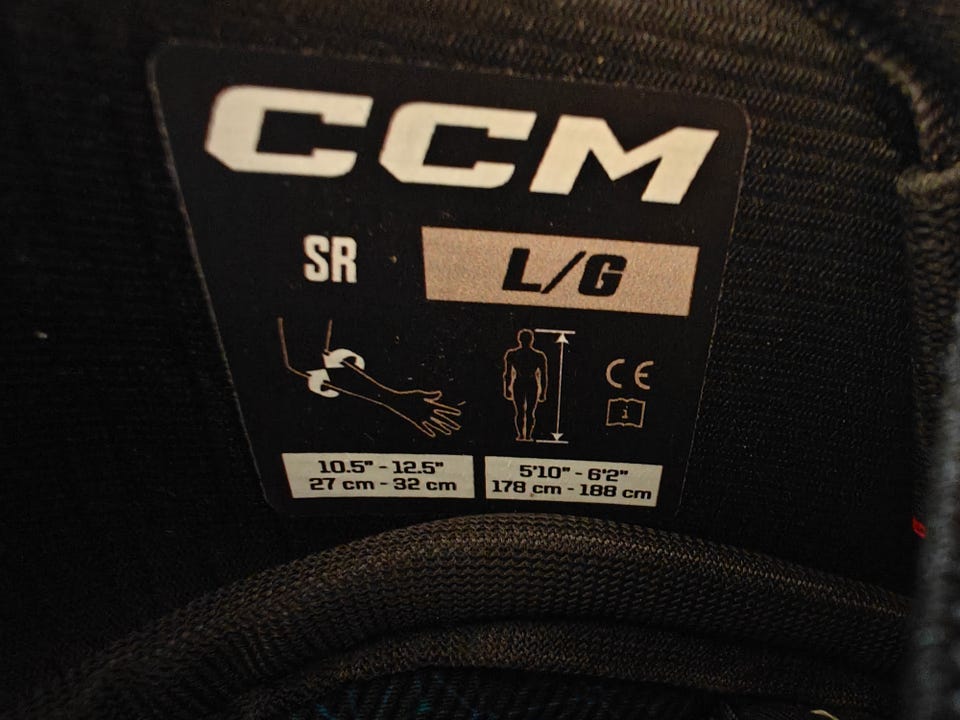 CCM
SR
L/G
CE
i
10.5" - 12.5"
27 cm - 32 cm
5'10" - 6'2"
178 cm - 188 cm